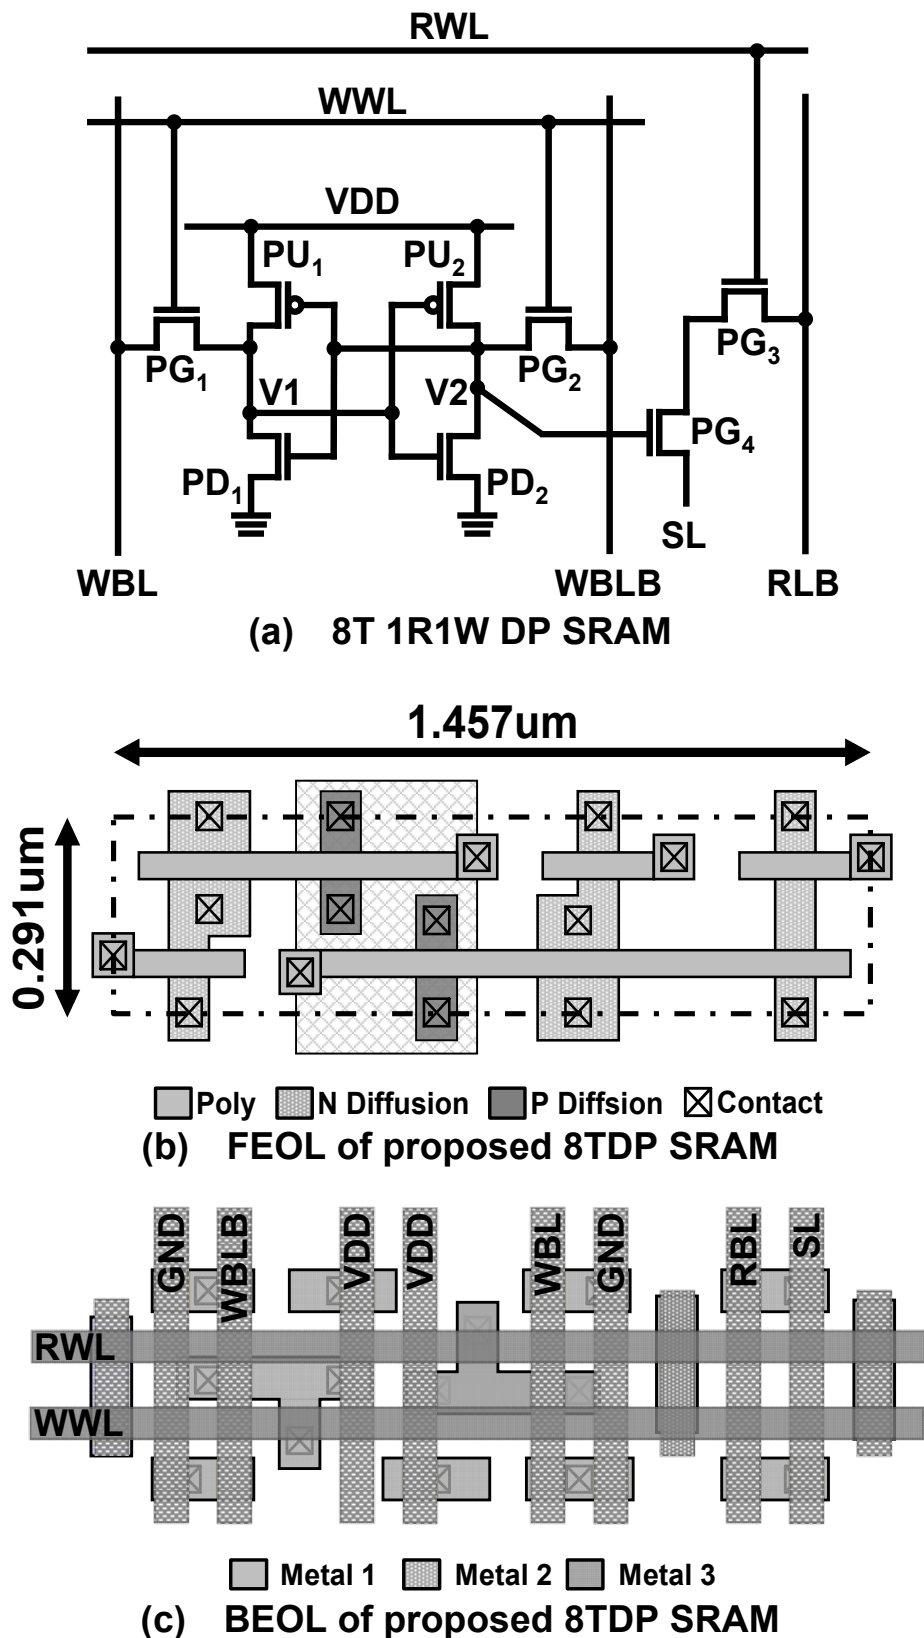 RWL
WWL
VDD
PU1 PU2
PG1 PG2 PG3
V1 V2 PG4
PD1 PD2
SL
WBL WBLB RLB
(a) 8T 1R1W DP SRAM
1.457um
0.291um
Poly N Diffusion P Diffsion Contact
(b) FEOL of proposed 8TDP SRAM
GND WBLB VDD VDD WBL GND RBL SL
RWL
WWL
Metal 1 Metal 2 Metal 3
(c) BEOL of proposed 8TDP SRAM